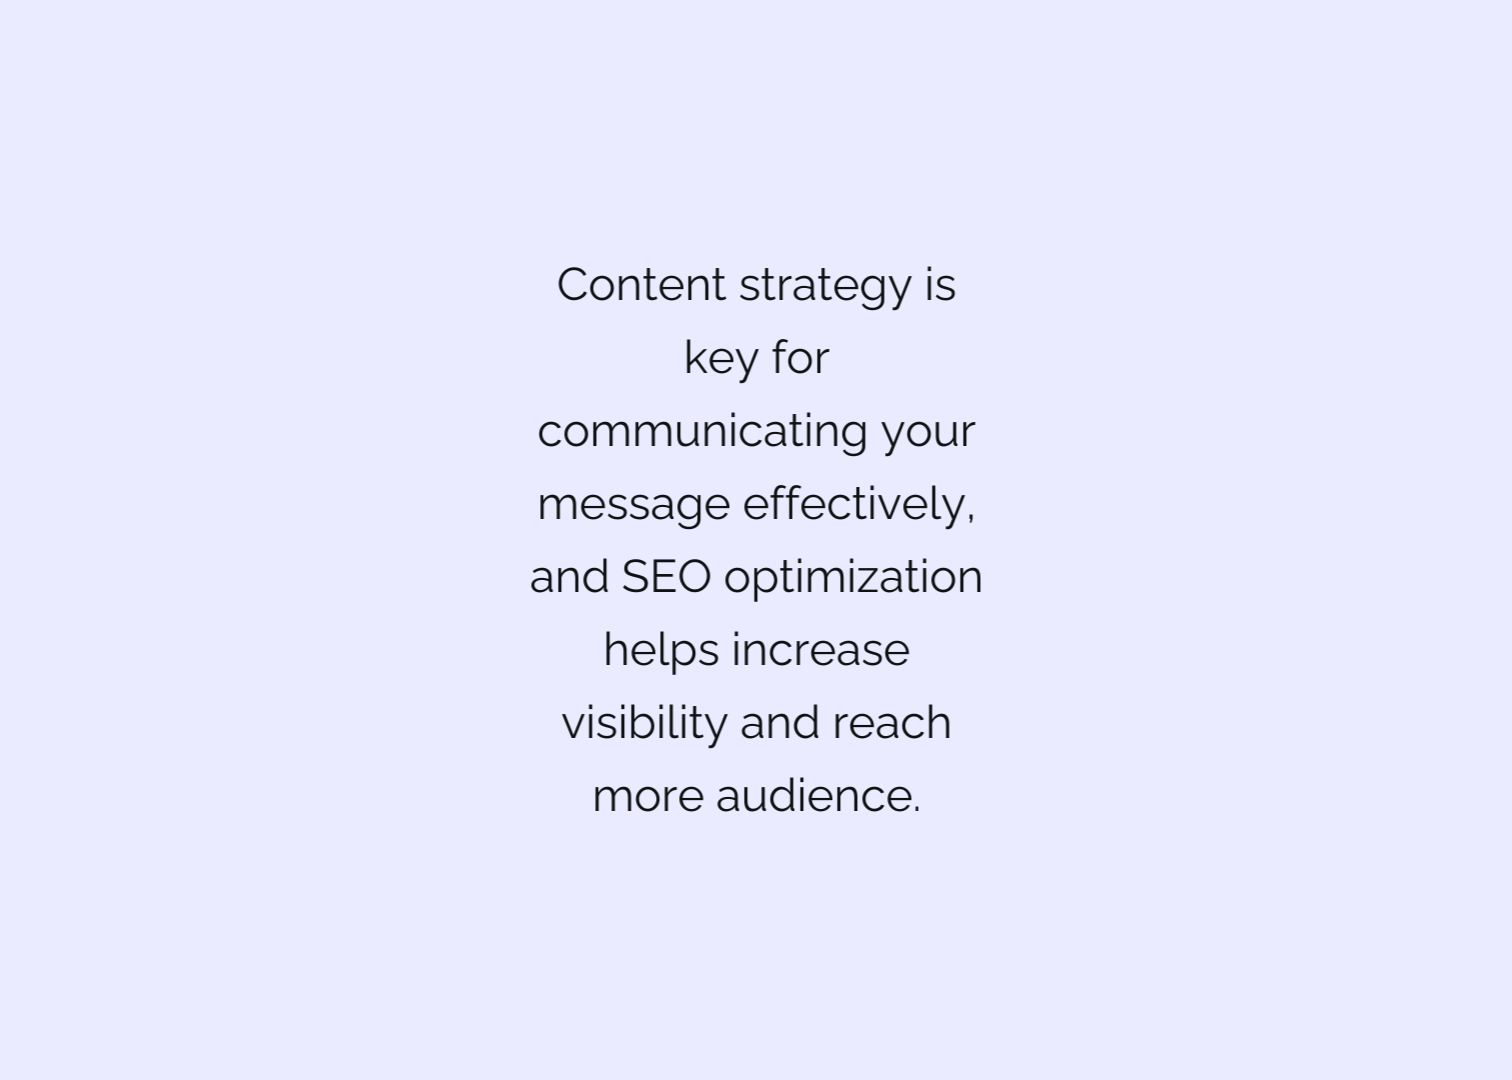 Content strategy is
key for
communicating your
message effectively,
and SEO optimization
helps increase
visibility and reach
more audience.